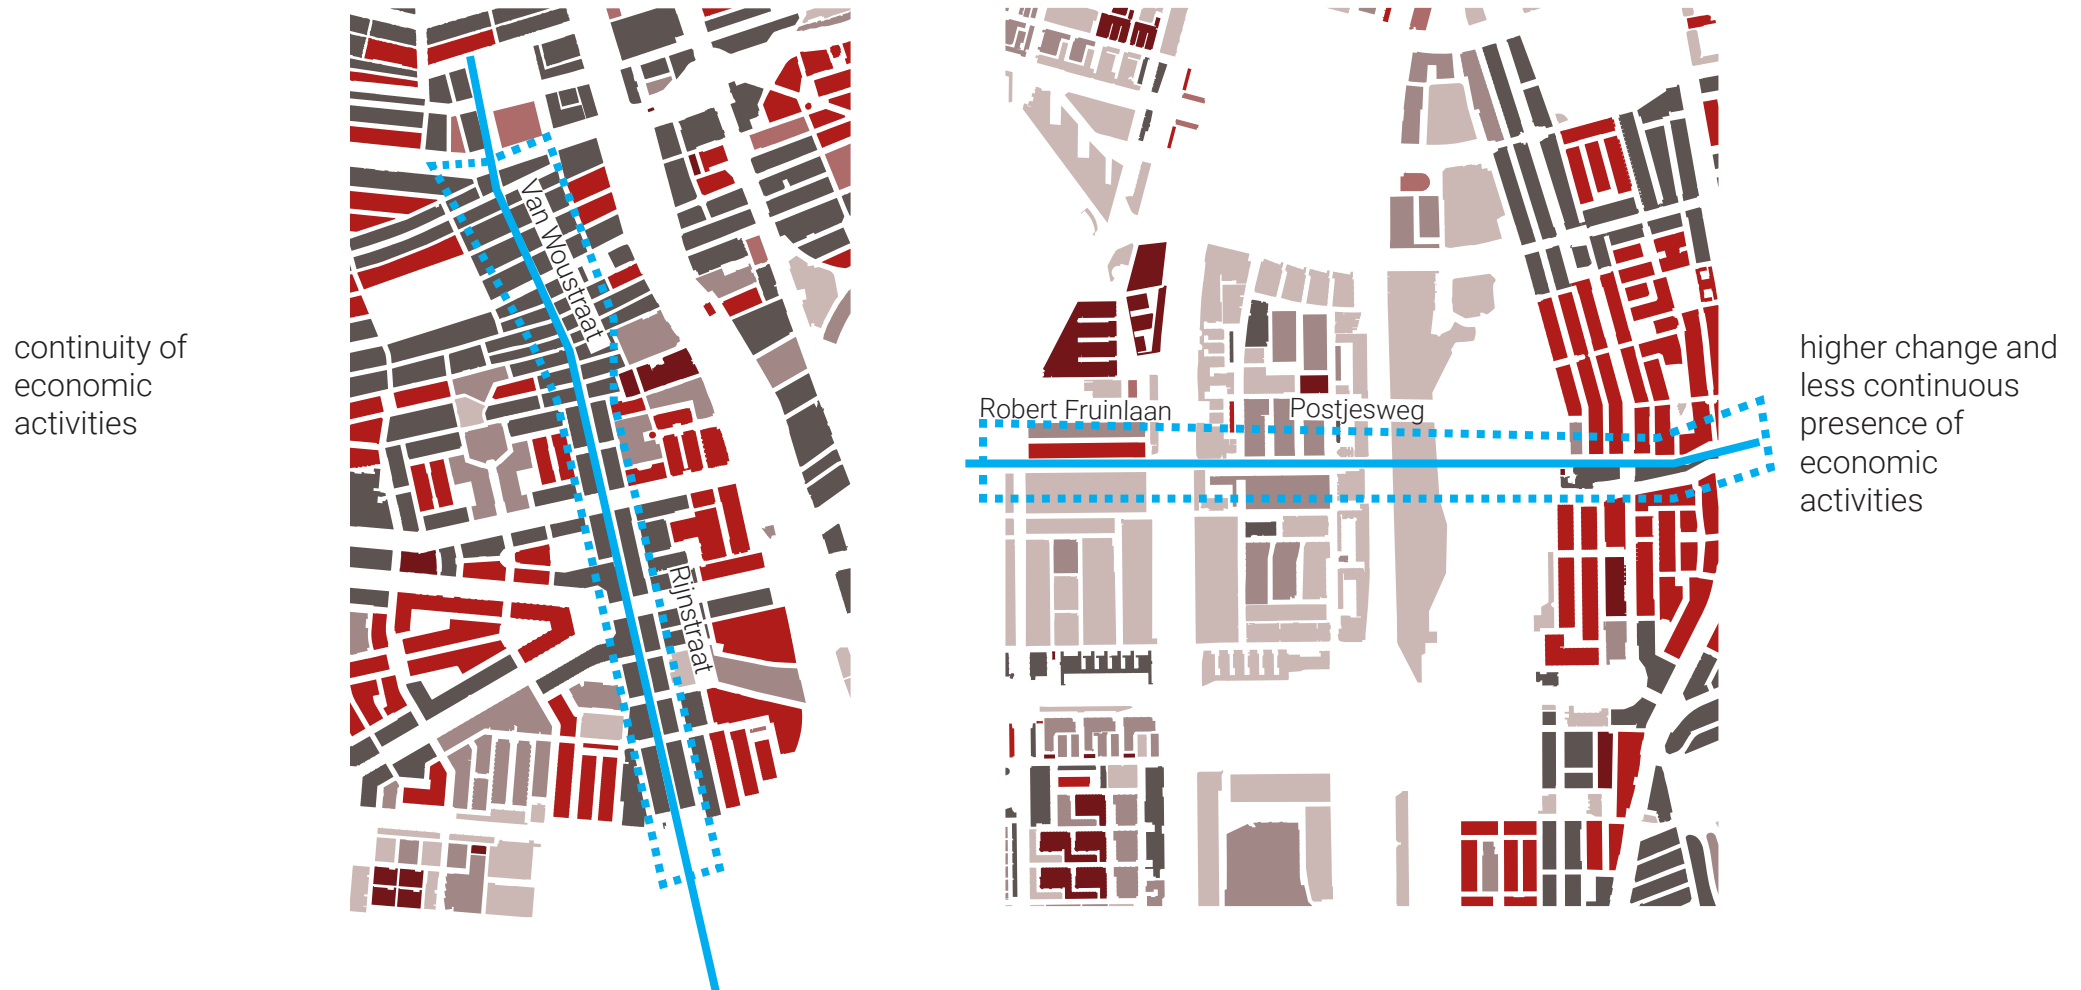 continuity of
economic
activities
Van Woustraat
Rijnstraat
Robert Fruinlaan
Postjesweg
higher change and
less continuous
presence of
economic
activities